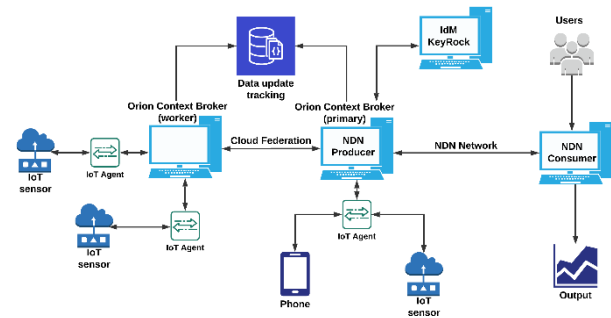 IdM
KeyRock
Users
Data update
tracking
Orion Context Broker
(worker)
Orion Context Broker
(primary)
Cloud Federation
NDN
Producer
NDN Network
NDN
Consumer
IoT
sensor
IoT Agent
IoT
sensor
IoT Agent
IoT Agent
Phone
IoT
sensor
Output